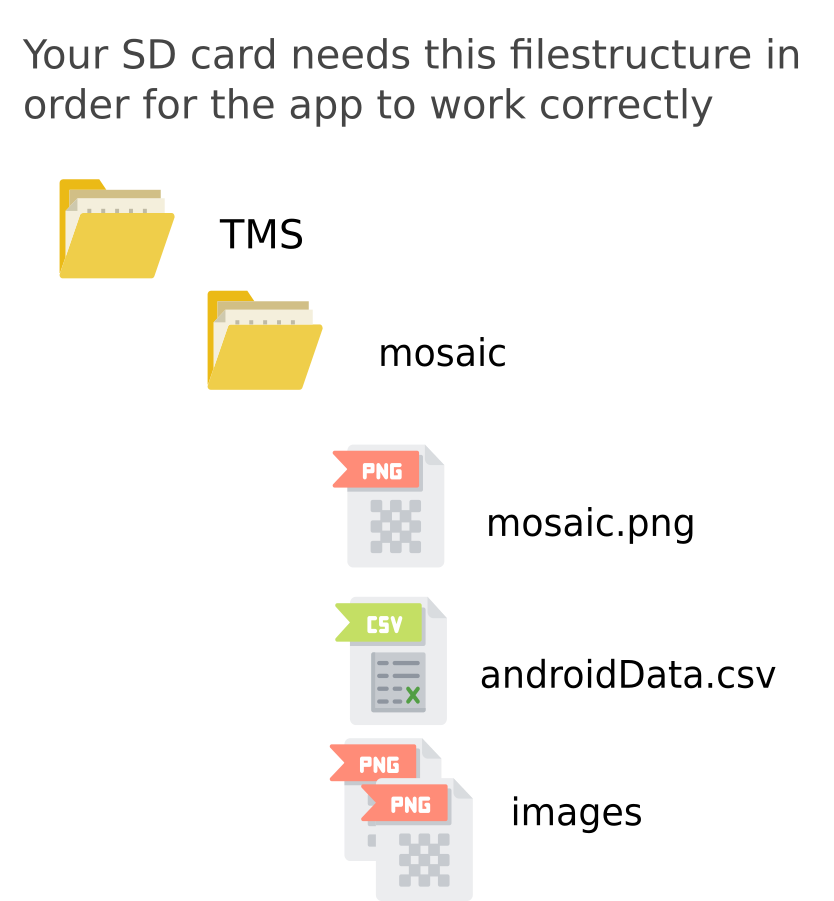 Your SD card needs this filestructure in
order for the app to work correctly
TMS
mosaic
PNG
mosaic.png
CSV
androidData.csv
PNG
PNG
images